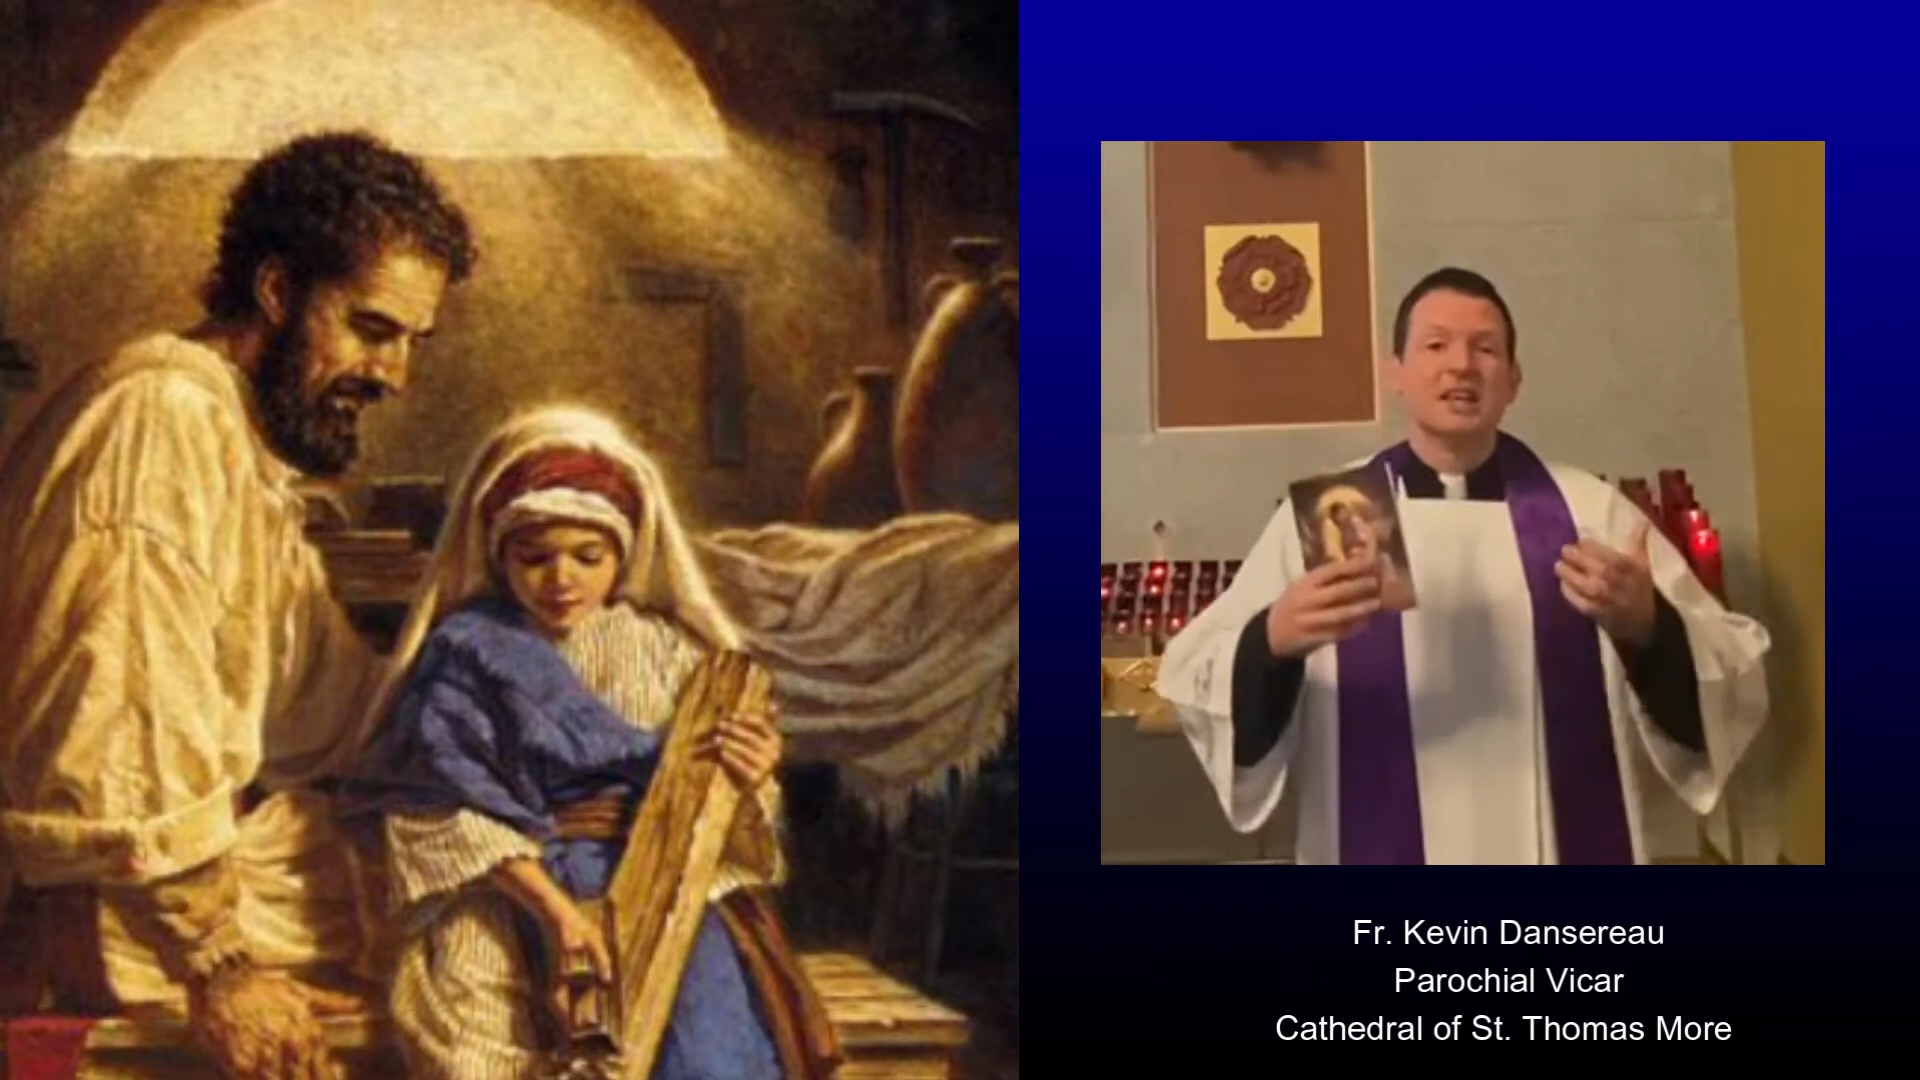 Fr. Kevin Dansereau
Parochial Vicar
Cathedral of St. Thomas More